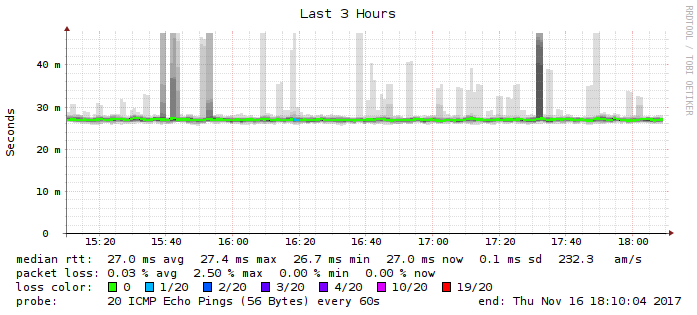 Last 3 Hours
RRDTOOL / TOBI OETIKER
Seconds
40 m
30 m
20 m
10 m
0
15:20 15:40 16:00 16:20 16:40 17:00 17:20 17:40 18:00
median rtt: 27.0 ms avg 27.4 ms max 26.7 ms min 27.0 ms now 0.1 ms sd 232.3 am/s
packet loss: 0.03 % avg 2.50 % max 0.00 % min 0.00 % now
loss color: 0 1/20 2/20 3/20 4/20 10/20 19/20
probe: 20 ICMP Echo Pings (56 Bytes) every 60s end: Thu Nov 16 18:10:04 2017